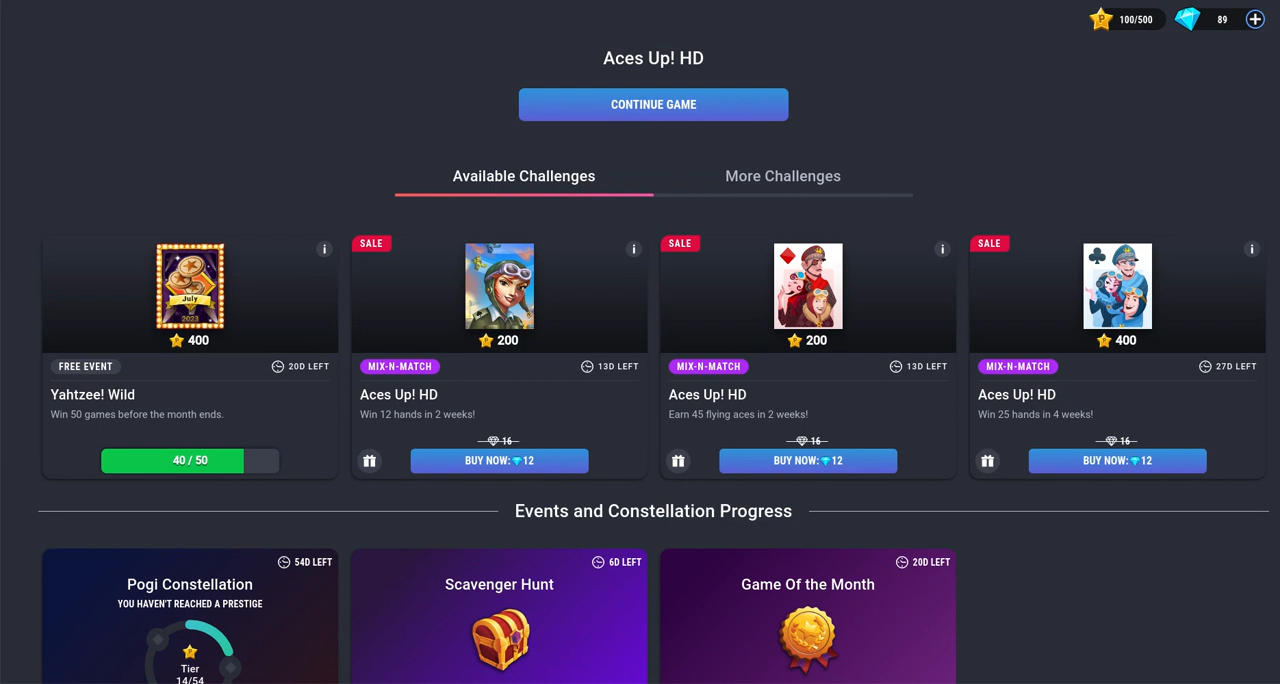 100/500
89
Aces Up! HD
CONTINUE GAME
Available Challenges
More Challenges
July
2023
400
FREE EVENT
20D LEFT
Yahtzee! Wild
Win 50 games before the month ends.
40 / 50
SALE
200
MIX-N-MATCH
13D LEFT
Aces Up! HD
Win 12 hands in 2 weeks!
16
BUY NOW: 12
SALE
200
MIX-N-MATCH
13D LEFT
Aces Up! HD
Earn 45 flying aces in 2 weeks!
16
BUY NOW: 12
SALE
400
MIX-N-MATCH
27D LEFT
Aces Up! HD
Win 25 hands in 4 weeks!
16
BUY NOW: 12
Events and Constellation Progress
54D LEFT
Pogi Constellation
YOU HAVEN'T REACHED A PRESTIGE
Tier
14/54
6D LEFT
Scavenger Hunt
20D LEFT
Game Of the Month